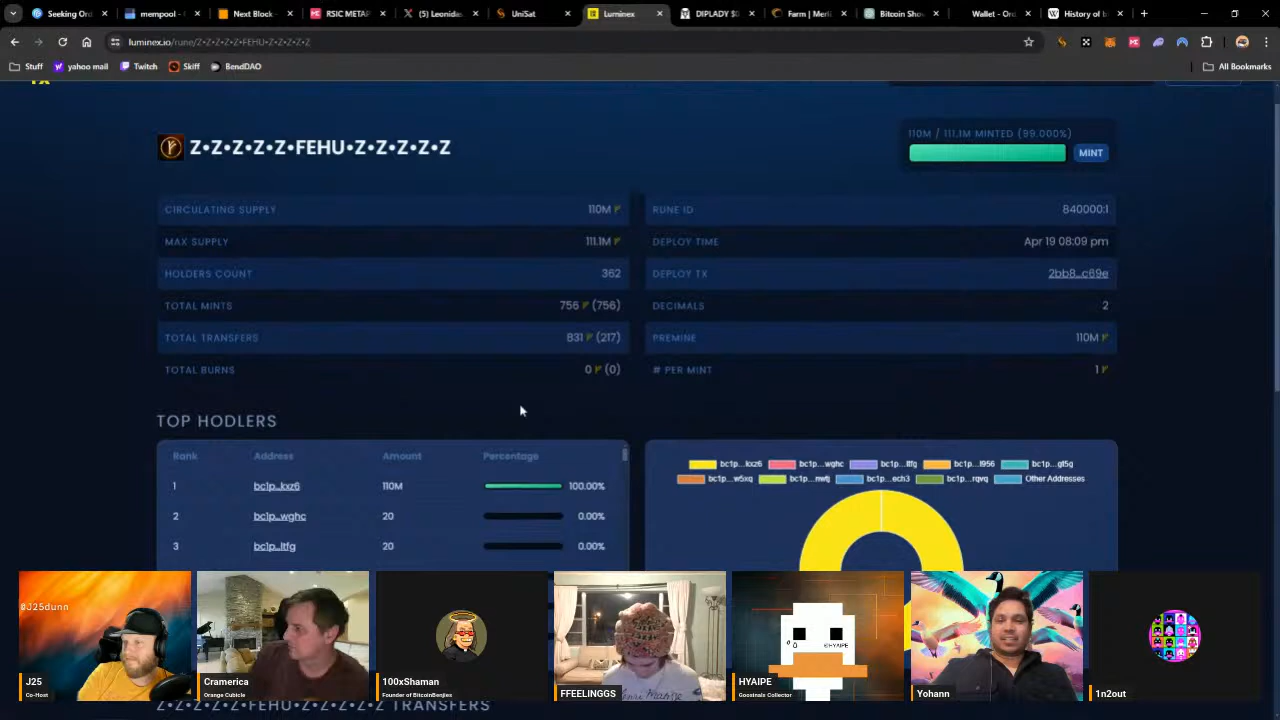 Seeking Ord
mempool -
Next Block -
RSIC METAP
(5) Leonidas
UniSat
Luminex
DIPLADY $G
Farm | Merli
Bitcoin Show
Wallet - Ord
History of b
luminex.io/rune/Z•Z•Z•Z•Z•FEHU•Z•Z•Z•Z•Z
Stuff
yahoo mail
Twitch
Skiff
BendDAO
All Bookmarks
Z•Z•Z•Z•Z•FEHU•Z•Z•Z•Z•Z
110M / 111.1M MINTED (99.000%)
MINT
CIRCULATING SUPPLY 110M
RUNE ID 840000:1
MAX SUPPLY 111.1M
DEPLOY TIME Apr 19 08:09 pm
HOLDERS COUNT 362
DEPLOY TX 2bb8...c69e
TOTAL MINTS 756 (756)
DECIMALS 2
TOTAL TRANSFERS 831 (217)
PREMINE 110M
TOTAL BURNS 0 (0)
# PER MINT 1
TOP HODLERS
Rank Address Amount Percentage
1 bc1p...kxz6 110M 100.00%
2 bc1p...wghc 20 0.00%
3 bc1p...ltfg 20 0.00%
bc1p...kxz6 bc1p...wghc bc1p...ltfg bc1p...l956 bc1p...gl5g
bc1p...w5xq bc1p...nwtj bc1p...ech3 bc1p...rqvq Other Addresses
@J25dunn
J25
Co-Host
Cramerica
Orange Cubicle
100xShaman
Founder of BitcoinBenjies
FFEELINGGS
©HYAIPE
HYAIPE
Goosinals Collector
Yohann
1n2out
Z•Z•Z•Z•Z•FEHU•Z•Z•Z•Z•Z TRANSFERS